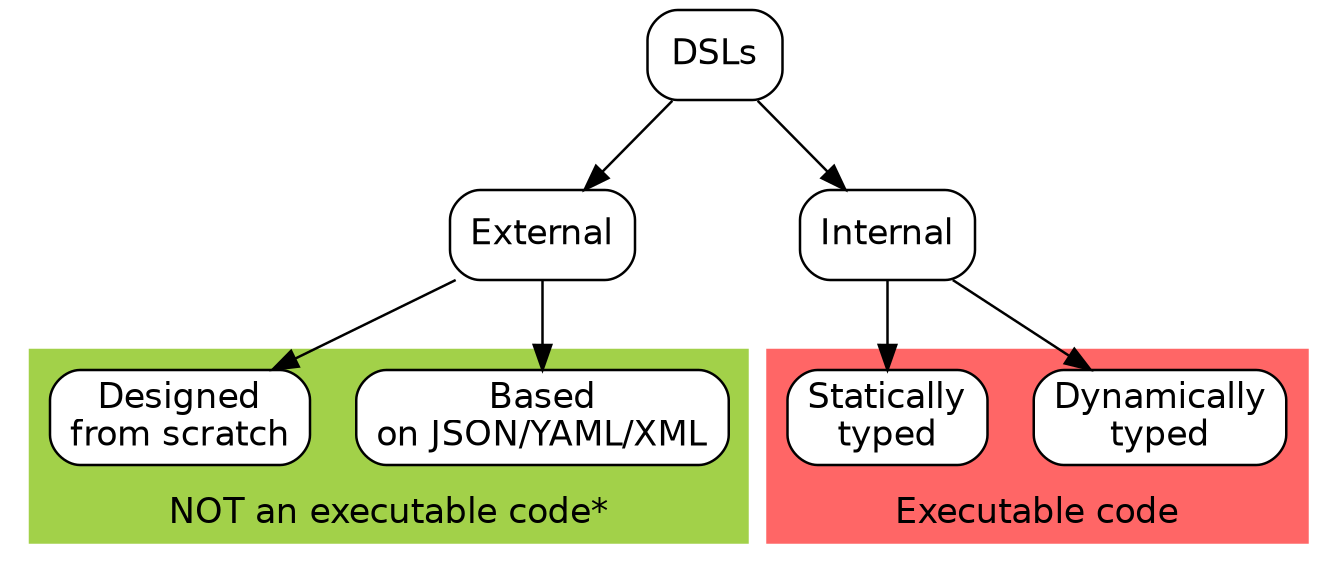 DSLs
External
Internal
Designed
from scratch
Based
on JSON/YAML/XML
Statically
typed
Dynamically
typed
NOT an executable code*
Executable code